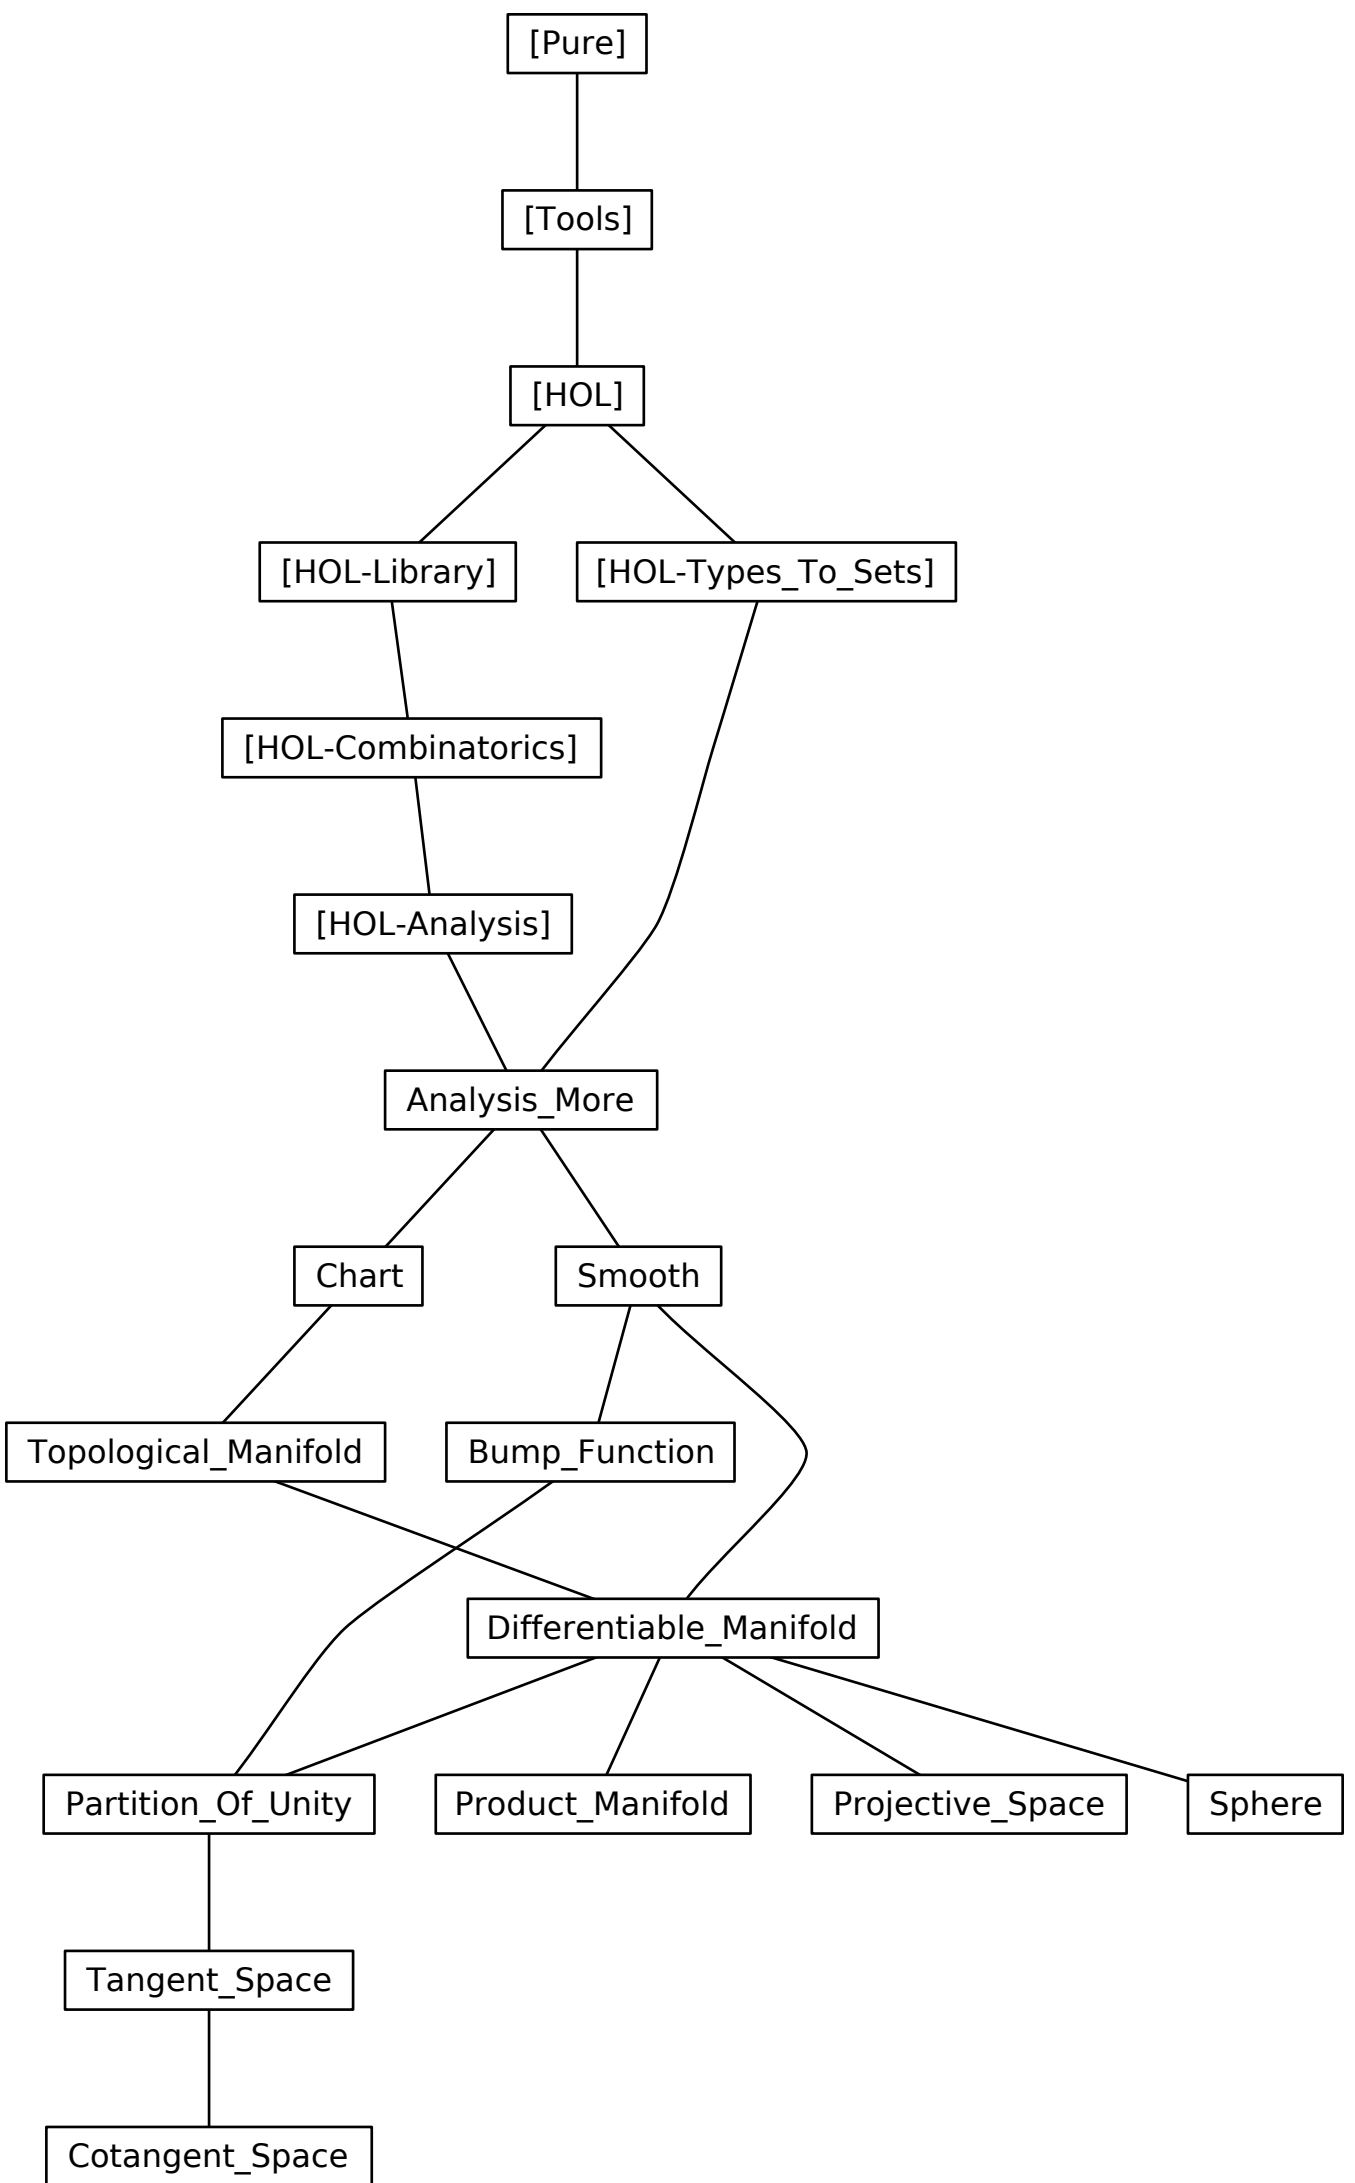 [Pure]
[Tools]
[HOL]
[HOL-Library]
[HOL-Types_To_Sets]
[HOL-Combinatorics]
[HOL-Analysis]
Analysis_More
Chart
Smooth
Topological_Manifold
Bump_Function
Differentiable_Manifold
Partition_Of_Unity
Product_Manifold
Projective_Space
Sphere
Tangent_Space
Cotangent_Space